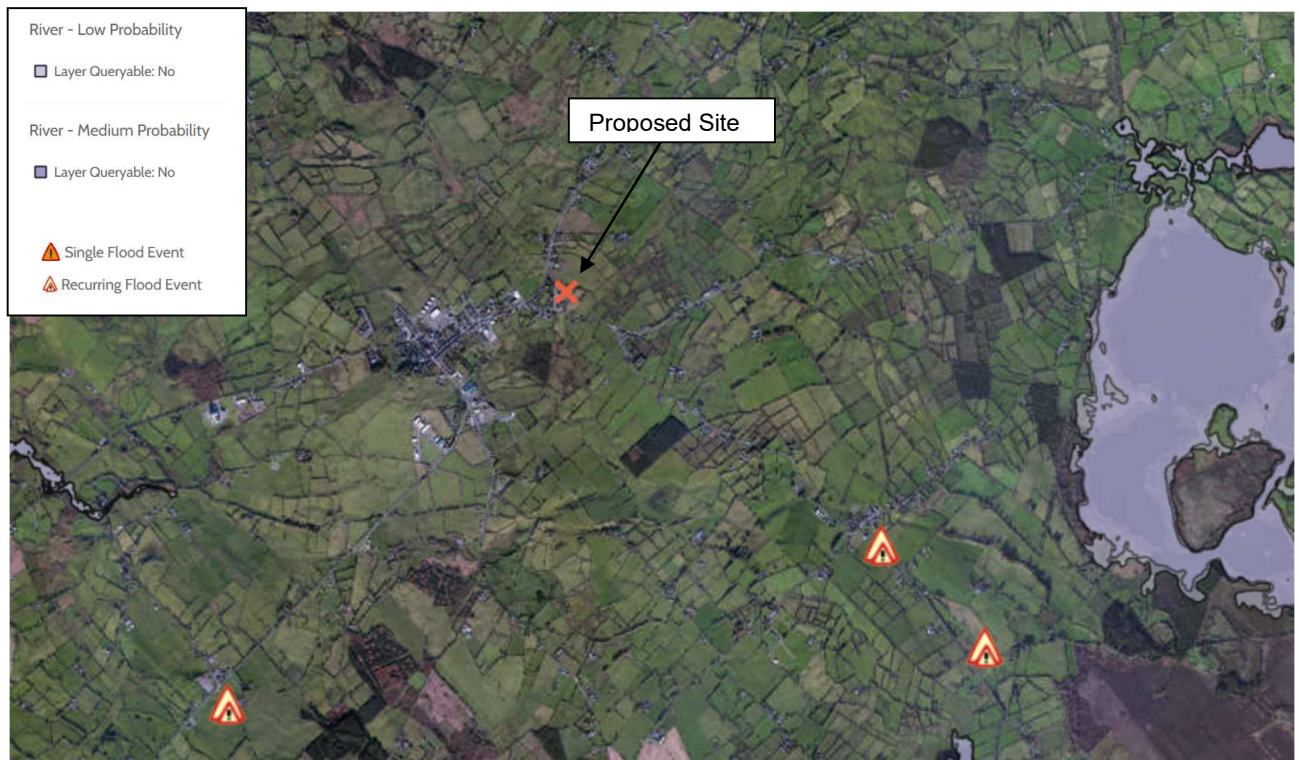 River - Low Probability
Layer Queryable: No
River - Medium Probability
Layer Queryable: No
Single Flood Event
Recurring Flood Event
Proposed Site